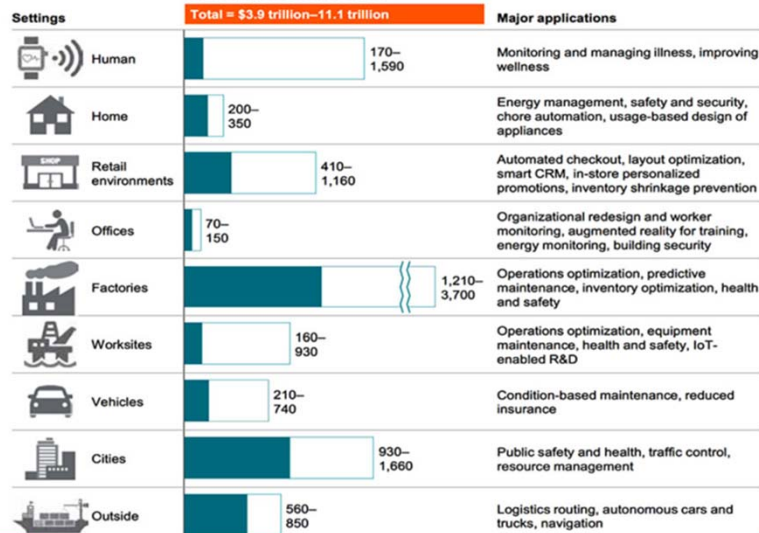 Settings
Total = $3.9 trillion–11.1 trillion
Major applications
Human
170–
1,590
Monitoring and managing illness, improving
wellness
Home
200–
350
Energy management, safety and security,
chore automation, usage-based design of
appliances
SHOP
Retail
environments
410–
1,160
Automated checkout, layout optimization,
smart CRM, in-store personalized
promotions, inventory shrinkage prevention
Offices
70–
150
Organizational redesign and worker
monitoring, augmented reality for training,
energy monitoring, building security
Factories
1,210–
3,700
Operations optimization, predictive
maintenance, inventory optimization, health
and safety
Worksites
160–
930
Operations optimization, equipment
maintenance, health and safety, IoT-
enabled R&D
Vehicles
210–
740
Condition-based maintenance, reduced
insurance
Cities
930–
1,660
Public safety and health, traffic control,
resource management
Outside
560–
850
Logistics routing, autonomous cars and
trucks, navigation